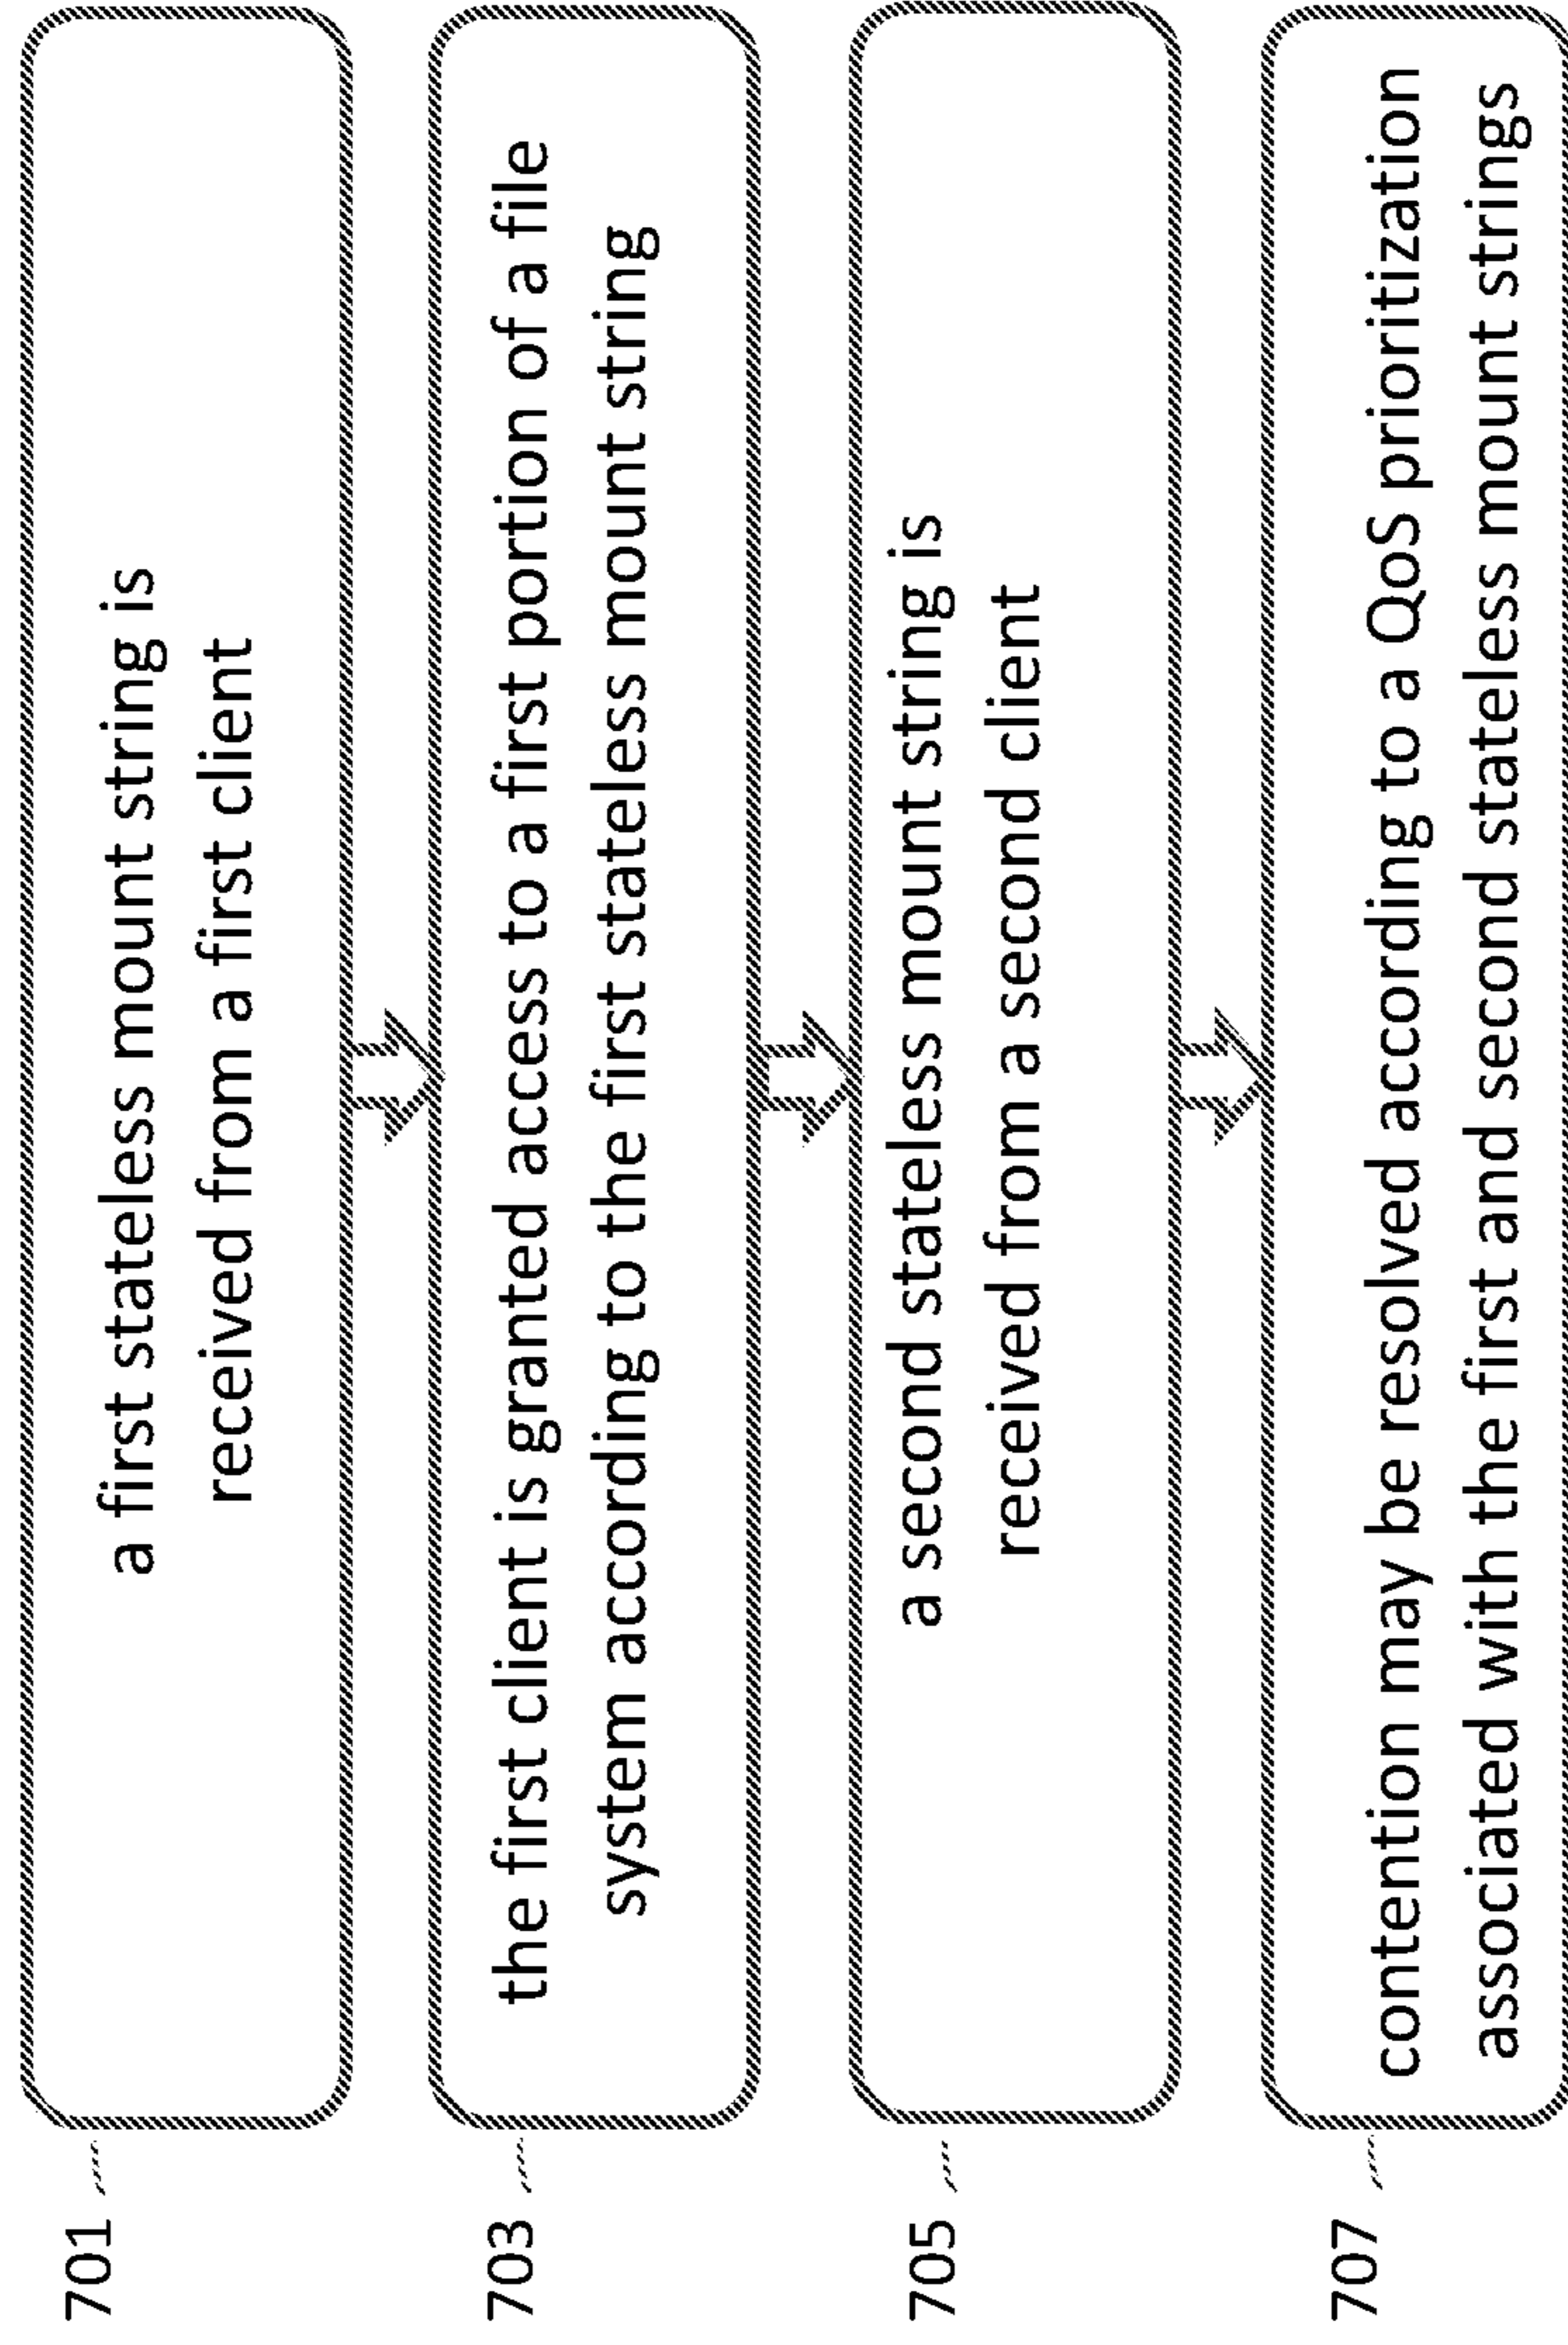 701
a first stateless mount string is
received from a first client
703
the first client is granted access to a first portion of a file
system according to the first stateless mount string
705
a second stateless mount string is
received from a second client
707
contention may be resolved according to a QoS prioritization
associated with the first and second stateless mount strings